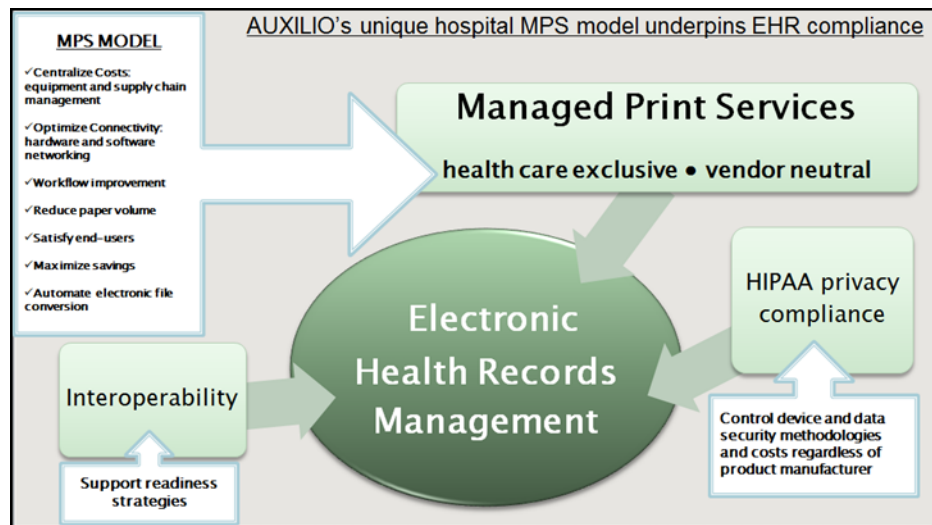 AUXILIO's unique hospital MPS model underpins EHR compliance
MPS MODEL
✓Centralize Costs:
equipment and supply chain
management
✓Optimize Connectivity:
hardware and software
networking
✓Workflow improvement
✓Reduce paper volume
✓Satisfy end-users
✓Maximize savings
✓Automate electronic file
conversion
Managed Print Services
health care exclusive • vendor neutral
Electronic
Health Records
Management
HIPAA privacy
compliance
Control device and data
security methodologies
and costs regardless of
product manufacturer
Interoperability
Support readiness
strategies